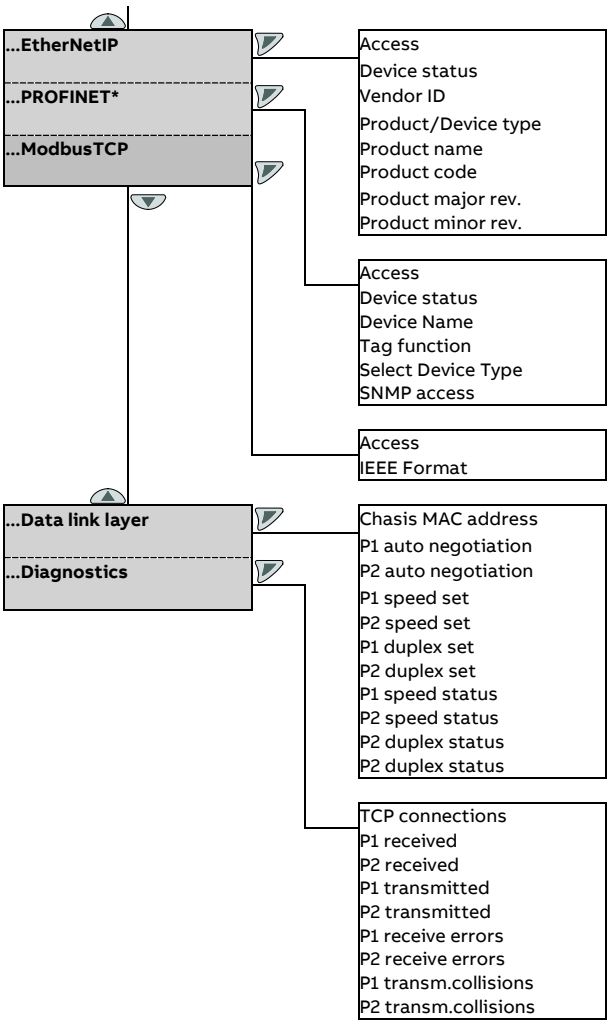 ...EtherNetIP
...PROFINET*
...ModbusTCP
Access
Device status
Vendor ID
Product/Device type
Product name
Product code
Product major rev.
Product minor rev.
Access
Device status
Device Name
Tag function
Select Device Type
SNMP access
Access
IEEE Format
...Data link layer
...Diagnostics
Chasis MAC address
P1 auto negotiation
P2 auto negotiation
P1 speed set
P2 speed set
P1 duplex set
P2 duplex set
P1 speed status
P2 speed status
P2 duplex status
P2 duplex status
TCP connections
P1 received
P2 received
P1 transmitted
P2 transmitted
P1 receive errors
P2 receive errors
P1 transm.collisions
P2 transm.collisions